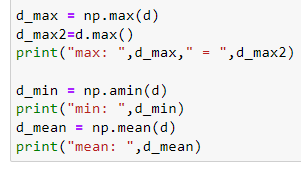 d_max = np.max(d)
d_max2=d.max()
print("max: ",d_max," = ",d_max2)
d_min = np.amin(d)
print("min: ",d_min)
d_mean = np.mean(d)
print("mean: ",d_mean)